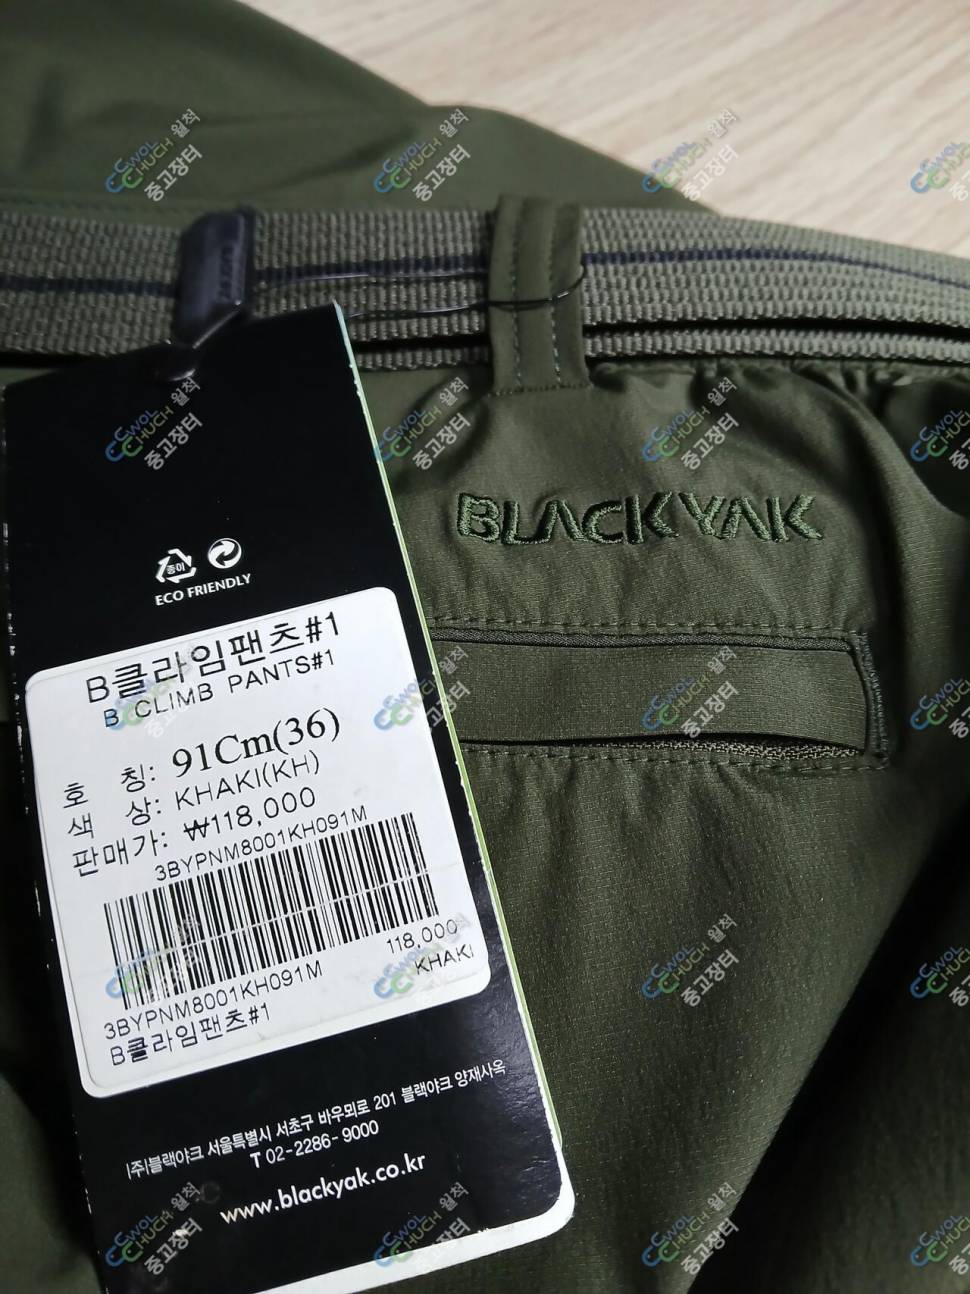 BLACKYAK
종이
ECO FRIENDLY
B클라임팬츠#1
B CLIMB PANTS#1
호 칭: 91Cm(36)
색 상: KHAKI(KH)
판매가: ₩118,000
3BYPNM8001KH091M
118,000
3BYPNM8001KH091M KHAKI
B클라임팬츠#1
(주)블랙야크 서울특별시 서초구 바우뫼로 201 블랙야크 양재사옥
T 02-2286-9000
www.blackyak.co.kr
WOL CHUCH 월척
중고장터